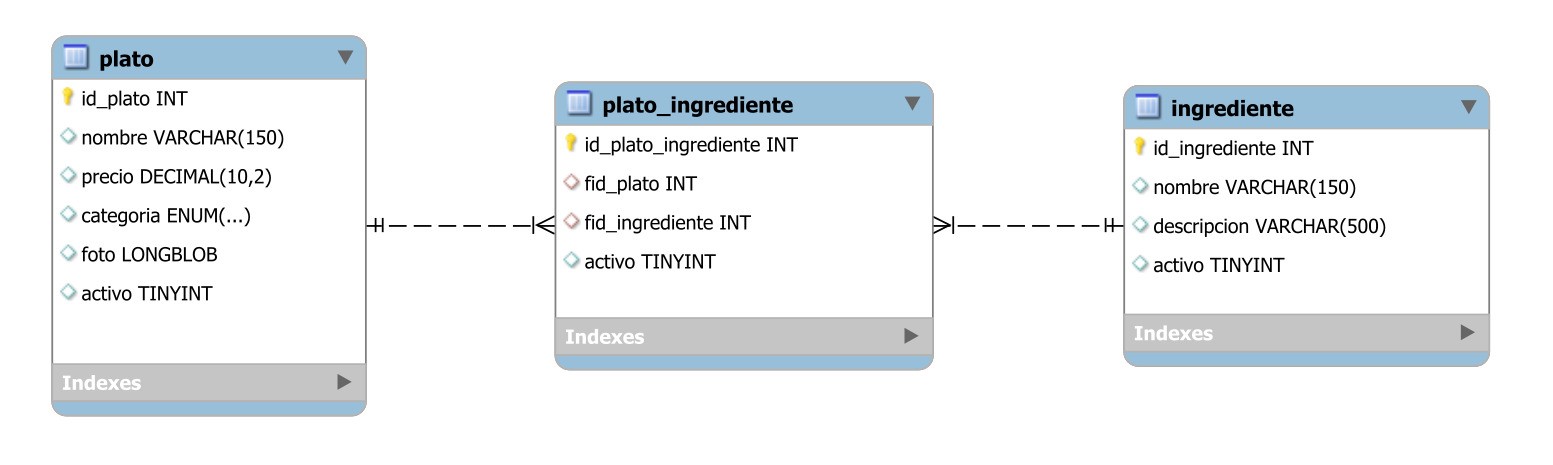 plato
id_plato INT
nombre VARCHAR(150)
precio DECIMAL(10,2)
categoria ENUM(...)
foto LONGBLOB
activo TINYINT
Indexes
plato_ingrediente
id_plato_ingrediente INT
fid_plato INT
fid_ingrediente INT
activo TINYINT
Indexes
ingrediente
id_ingrediente INT
nombre VARCHAR(150)
descripcion VARCHAR(500)
activo TINYINT
Indexes